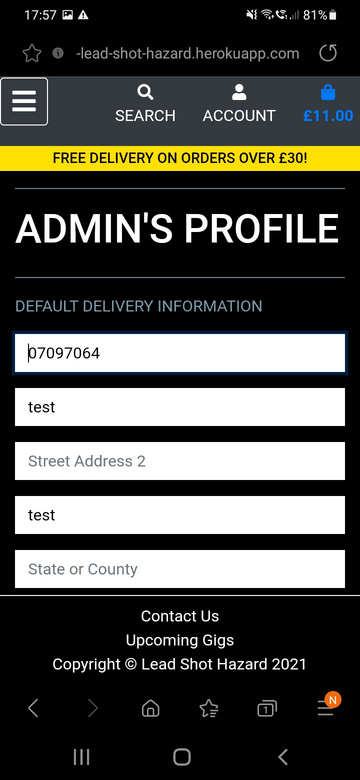 17:57 81%
-lead-shot-hazard.herokuapp.com
SEARCH ACCOUNT £11.00
FREE DELIVERY ON ORDERS OVER £30!
ADMIN'S PROFILE
DEFAULT DELIVERY INFORMATION
07097064
test
Street Address 2
test
State or County
Contact Us
Upcoming Gigs
Copyright © Lead Shot Hazard 2021
1 N